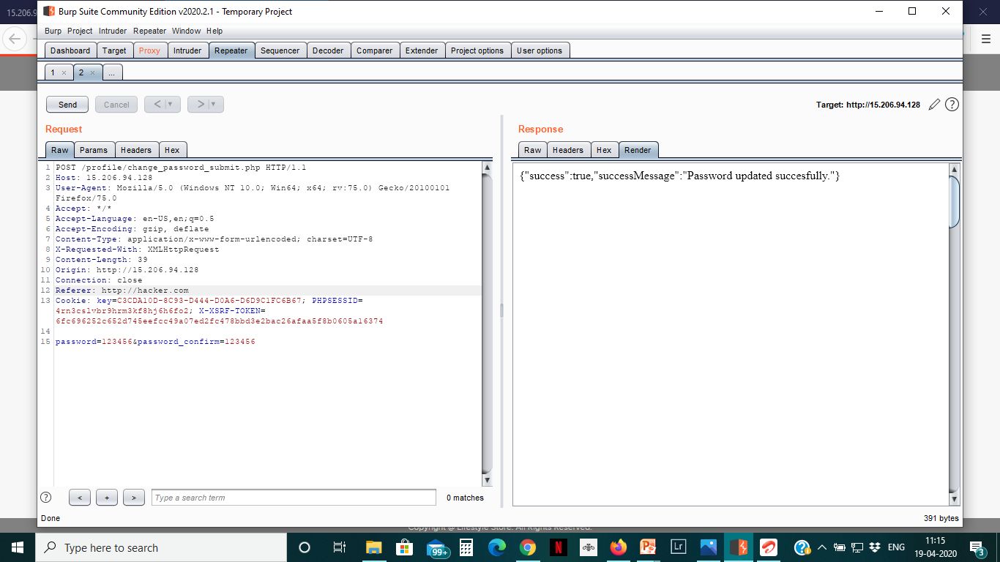 15.206.9
Burp Suite Community Edition v2020.2.1 - Temporary Project
Burp Project Intruder Repeater Window Help
Dashboard Target Proxy Intruder Repeater Sequencer Decoder Comparer Extender Project options User options
1 × 2 × ...
Send Cancel < > Target: http://15.206.94.128 ?
Request
Raw Params Headers Hex
1 POST /profile/change_password_submit.php HTTP/1.1
2 Host: 15.206.94.128
3 User-Agent: Mozilla/5.0 (Windows NT 10.0; Win64; x64; rv:75.0) Gecko/20100101
Firefox/75.0
4 Accept: */*
5 Accept-Language: en-US,en;q=0.5
6 Accept-Encoding: gzip, deflate
7 Content-Type: application/x-www-form-urlencoded; charset=UTF-8
8 X-Requested-With: XMLHttpRequest
9 Content-Length: 39
10 Origin: http://15.206.94.128
11 Connection: close
12 Referer: http://hacker.com
13 Cookie: key=C3CDA10D-8C93-D444-D0A6-D6D9C1FC6B67; PHPSESSID=
4rn3cslvbr9hrm3kf8hj6h6fo2; X-XSRF-TOKEN=
6fc696252c652d745eefcc49a07ed2fc478bbd3e2bac26afaa5f8b0605a16374
14
15 password=123456&password_confirm=123456
? < + > Type a search term 0 matches
Response
Raw Headers Hex Render
{"success":true,"successMessage":"Password updated succesfully."}
Done 391 bytes
Copyright @ Lifestyle Store. All Rights Reserved.
Type here to search 99+ N Lr ENG 11:15
19-04-2020 3